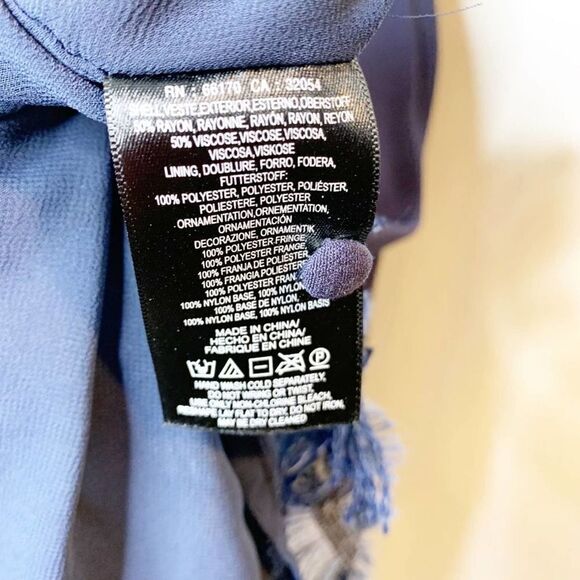 RN : 66170 CA : 32054
SHELL,VESTE,EXTERIOR,ESTERNO,OBERSTOFF:
50% RAYON, RAYONNE, RAYÓN, RAYON, REYON
50% VISCOSE,VISCOSE,VISCOSA,
VISCOSA,VISKOSE
LINING, DOUBLURE, FORRO, FODERA,
FUTTERSTOFF:
100% POLYESTER, POLYESTER, POLIÉSTER,
POLIESTERE, POLYESTER
ORNAMENTATION,ORNEMENTATION,
ORNAMENTACIÓN
DECORAZIONE, ORNAMENTIK
100% POLYESTER FRINGE,
100% POLYESTER FRANGE,
100% FRANJA DE POLIÉSTER
100% FRANGIA POLIESTER
100% POLYESTER
100% NYLON BASE, 100% NYLON
100% BASE DE NYLON,
100% NYLON BASE, 100% NYLON BASIS
MADE IN CHINA/
HECHO EN CHINA/
FABRIQUÉ EN CHINE
HAND WASH COLD SEPARATELY,
DO NOT WRING OR TWIST,
USE ONLY NON-CHLORINE BLEACH,
RESHAPE LAY FLAT TO DRY, DO NOT IRON,
MAY BE DRY CLEANED